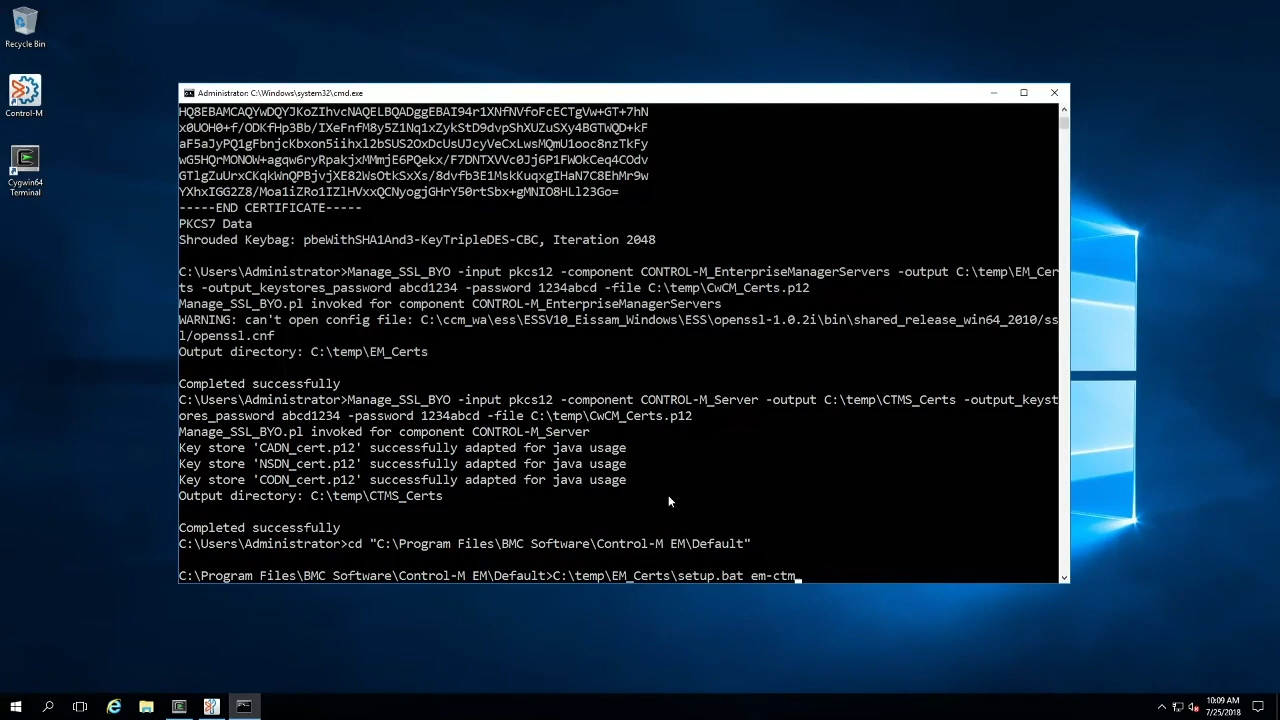 Recycle Bin
Control-M
Cygwin64
Terminal
Administrator: C:\Windows\system32\cmd.exe
HQ8EBAMCAQYwDQYJKoZIhvcNAQELBQADggEBAI94r1XNfNVfoFcECTgVw+GT+7hN
x0UOH0+f/ODKfHp3Bb/IXeFnfM8y5Z1Nq1xZykStD9dvpShXUZuSXy4BGTWQD+kF
aF5aJyPQ1gFbnjcKbxon5iihxl2bSUS2OxDcUsUJcyVeCxLwsMQmU1ooc8nzTkFy
wG5HQrMONOW+agqw6ryRpakjxMMmjE6PQekx/F7DNTXVVc0Jj6P1FWOkCeq4COdv
GTlgZuUrxCKqkWnQPBjvjXE82WsOtkSxXs/8dvfb3E1MskKuqxgIHaN7C8EhMr9w
YXhxIGG2Z8/Moa1iZRo1IZlHVxxQCNyogjGHrY50rtSbx+gMNIO8HLl23Go=
-----END CERTIFICATE-----
PKCS7 Data
Shrouded Keybag: pbeWithSHA1And3-KeyTripleDES-CBC, Iteration 2048
C:\Users\Administrator>Manage_SSL_BYO -input pkcs12 -component CONTROL-M_EnterpriseManagerServers -output C:\temp\EM_Cer
ts -output_keystores_password abcd1234 -password 1234abcd -file C:\temp\CwCM_Certs.p12
Manage_SSL_BYO.pl invoked for component CONTROL-M_EnterpriseManagerServers
WARNING: can't open config file: C:\ccm_wa\ess\ESSV10_Eissam_Windows\ESS\openssl-1.0.2i\bin\shared_release_win64_2010/ss
l/openssl.cnf
Output directory: C:\temp\EM_Certs
Completed successfully
C:\Users\Administrator>Manage_SSL_BYO -input pkcs12 -component CONTROL-M_Server -output C:\temp\CTMS_Certs -output_keyst
ores_password abcd1234 -password 1234abcd -file C:\temp\CwCM_Certs.p12
Manage_SSL_BYO.pl invoked for component CONTROL-M_Server
Key store 'CADN_cert.p12' successfully adapted for java usage
Key store 'NSDN_cert.p12' successfully adapted for java usage
Key store 'CODN_cert.p12' successfully adapted for java usage
Output directory: C:\temp\CTMS_Certs
Completed successfully
C:\Users\Administrator>cd "C:\Program Files\BMC Software\Control-M EM\Default"
C:\Program Files\BMC Software\Control-M EM\Default>C:\temp\EM_Certs\setup.bat em-ctm_
10:09 AM
7/25/2018